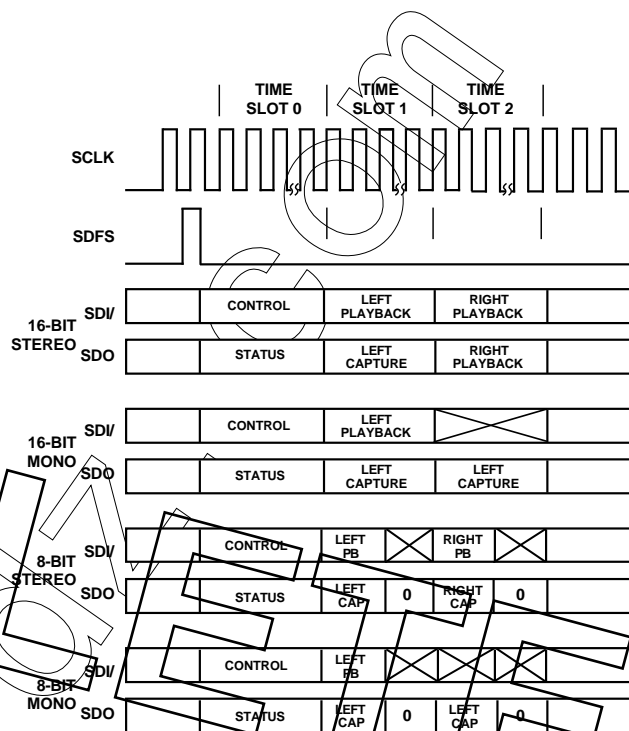 TIME SLOT 0 TIME SLOT 1 TIME SLOT 2
SCLK
SDFS
16-BIT STEREO
SDI/ CONTROL LEFT PLAYBACK RIGHT PLAYBACK
SDO STATUS LEFT CAPTURE RIGHT PLAYBACK
16-BIT MONO
SDI/ CONTROL LEFT PLAYBACK
SDO STATUS LEFT CAPTURE LEFT CAPTURE
8-BIT STEREO
SDI/ CONTROL LEFT PB RIGHT PB
SDO STATUS LEFT CAP 0 RIGHT CAP 0
8-BIT MONO
SDI/ CONTROL LEFT PB
SDO STATUS LEFT CAP 0 LEFT CAP 0